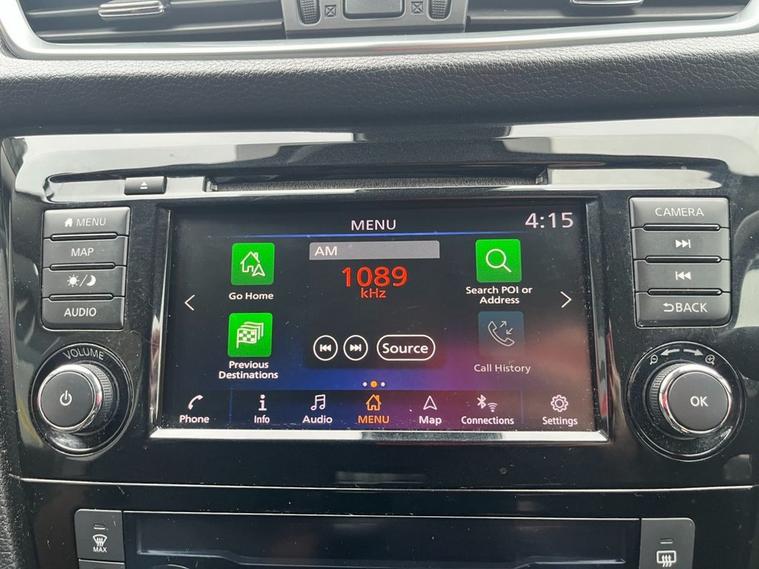 MENU
MAP
AUDIO
VOLUME
MENU
4:15
AM
1089
kHz
Go Home
Search POI or
Address
Previous
Destinations
Source
Call History
Phone
Info
Audio
MENU
Map
Connections
Settings
CAMERA
BACK
OK
MAX